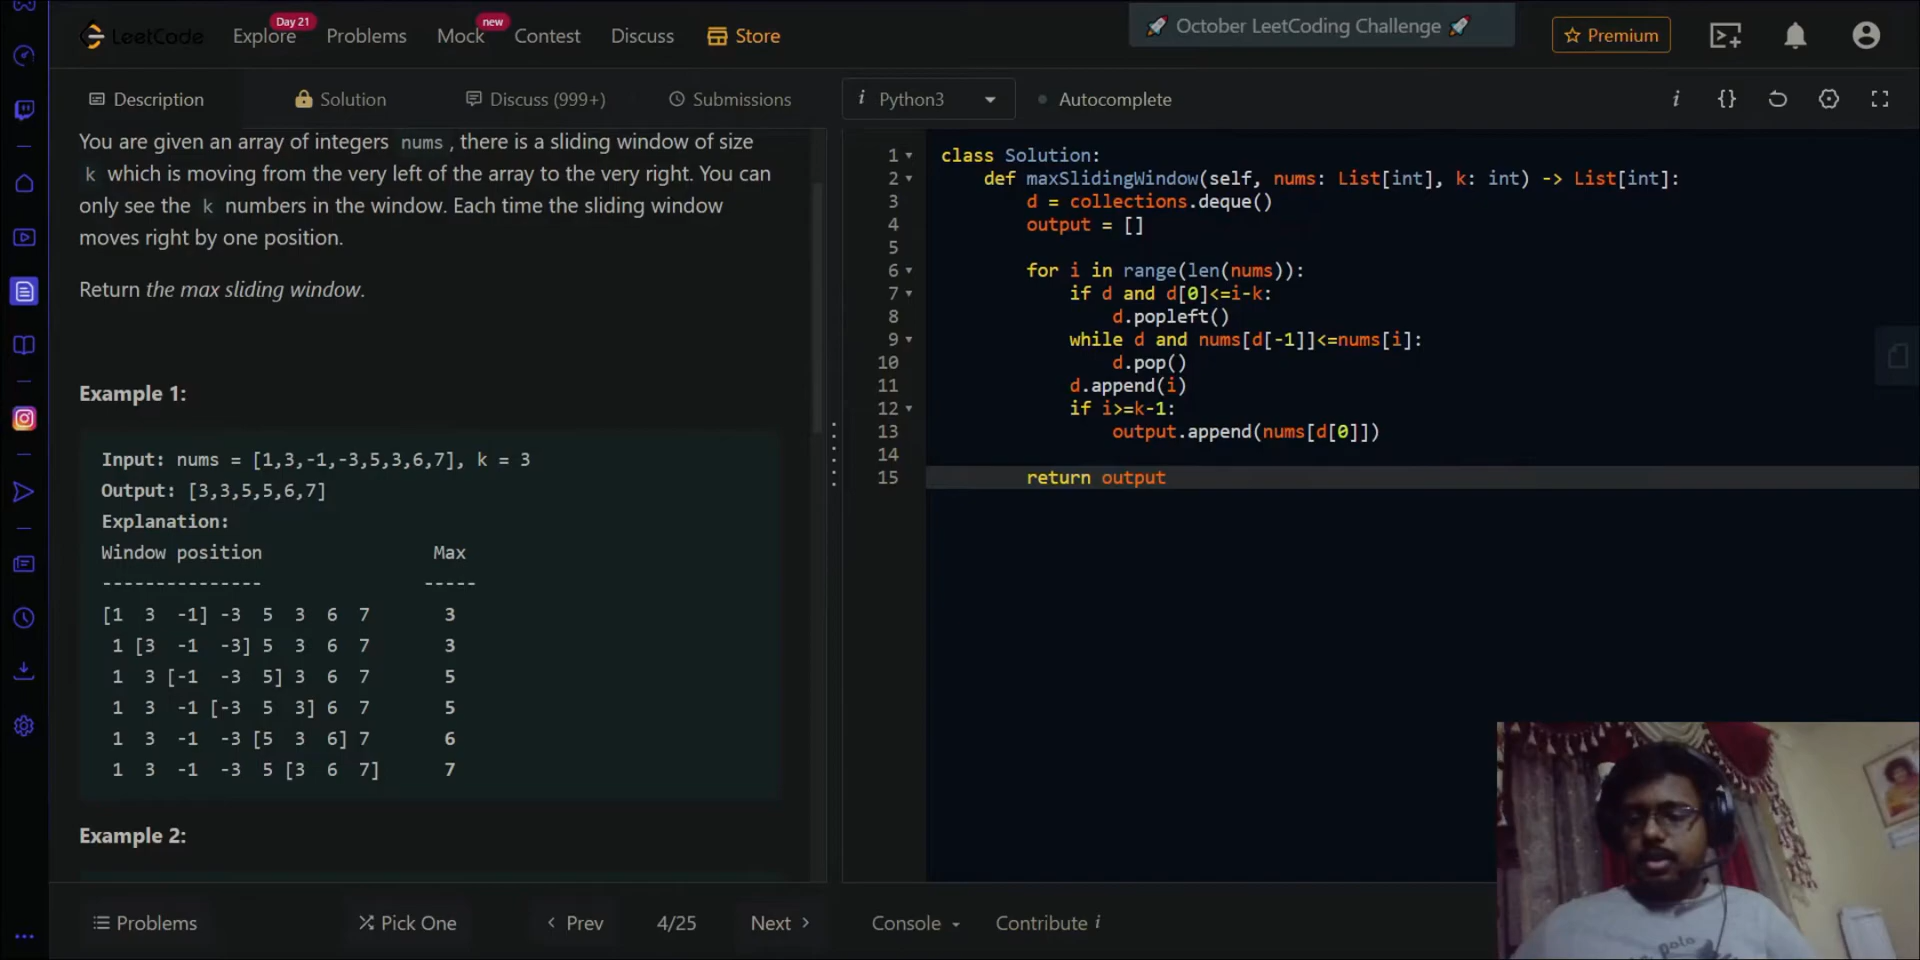 LeetCode
Explore
Day 21
Problems
Mock
new
Contest
Discuss
Store
🚀 October LeetCoding Challenge 🚀
Premium
Description
Solution
Discuss (999+)
Submissions
i Python3
Autocomplete
i {}
You are given an array of integers nums, there is a sliding window of size
k which is moving from the very left of the array to the very right. You can
only see the k numbers in the window. Each time the sliding window
moves right by one position.
Return the max sliding window.
Example 1:
Input: nums = [1,3,-1,-3,5,3,6,7], k = 3
Output: [3,3,5,5,6,7]
Explanation:
Window position Max
--------------- -----
[1 3 -1] -3 5 3 6 7 3
1 [3 -1 -3] 5 3 6 7 3
1 3 [-1 -3 5] 3 6 7 5
1 3 -1 [-3 5 3] 6 7 5
1 3 -1 -3 [5 3 6] 7 6
1 3 -1 -3 5 [3 6 7] 7
Example 2:
1 class Solution:
2 def maxSlidingWindow(self, nums: List[int], k: int) -> List[int]:
3 d = collections.deque()
4 output = []
5
6 for i in range(len(nums)):
7 if d and d[0]<=i-k:
8 d.popleft()
9 while d and nums[d[-1]]<=nums[i]:
10 d.pop()
11 d.append(i)
12 if i>=k-1:
13 output.append(nums[d[0]])
14
15 return output
Problems
Pick One
< Prev
4/25
Next >
Console
Contribute i